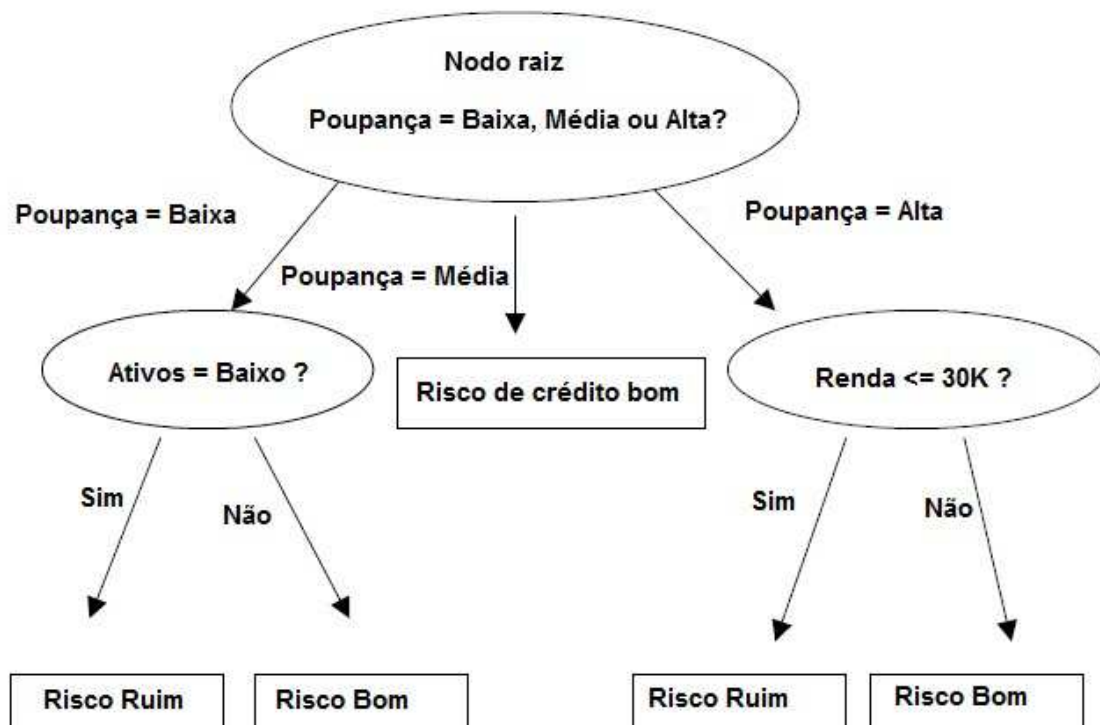 Nodo raiz
Poupança = Baixa, Média ou Alta?
Poupança = Baixa
Poupança = Média
Poupança = Alta
Ativos = Baixo ?
Risco de crédito bom
Renda <= 30K ?
Sim
Não
Sim
Não
Risco Ruim
Risco Bom
Risco Ruim
Risco Bom